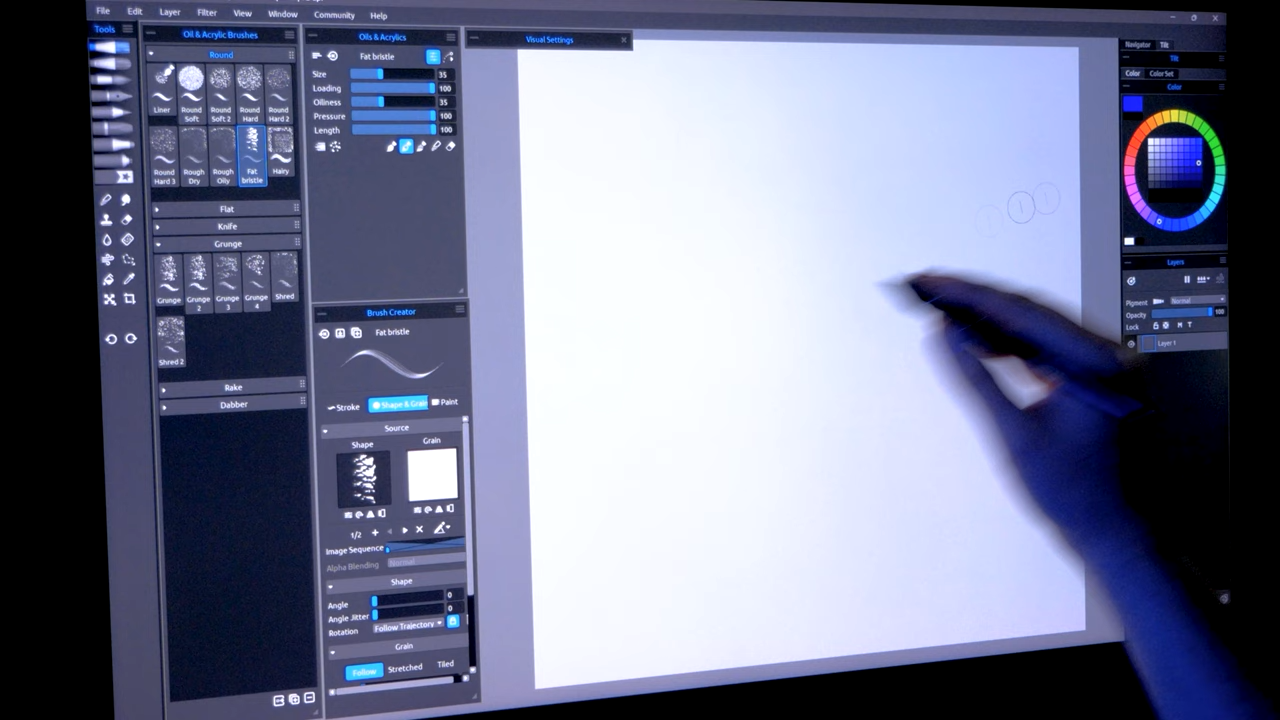 File Edit Layer Filter View Window Community Help
Tools
Oil & Acrylic Brushes
Round
Liner Round Soft Round Soft 2 Round Hard Round Hard 2
Round Hard 3 Rough Dry Rough Oily Fat bristle Hairy
Flat
Knife
Grunge
Grunge Grunge 2 Grunge 3 Grunge 4 Shred
Shred 2
Rake
Dabber
Oils & Acrylics
Fat bristle
Size 35
Loading 100
Oiliness 35
Pressure 100
Length 100
Brush Creator
Fat bristle
Stroke Shape & Grain Paint
Source
Shape Grain
1/2
Image Sequence
Alpha Blending Normal
Shape
Angle 0
Angle Jitter 0
Rotation Follow Trajectory
Grain
Follow Stretched Tiled
Visual Settings
Navigator Tilt
Tilt
Color Color Set
Color
Layers
Pigment Normal
Opacity 100
Lock M T
Layer 1